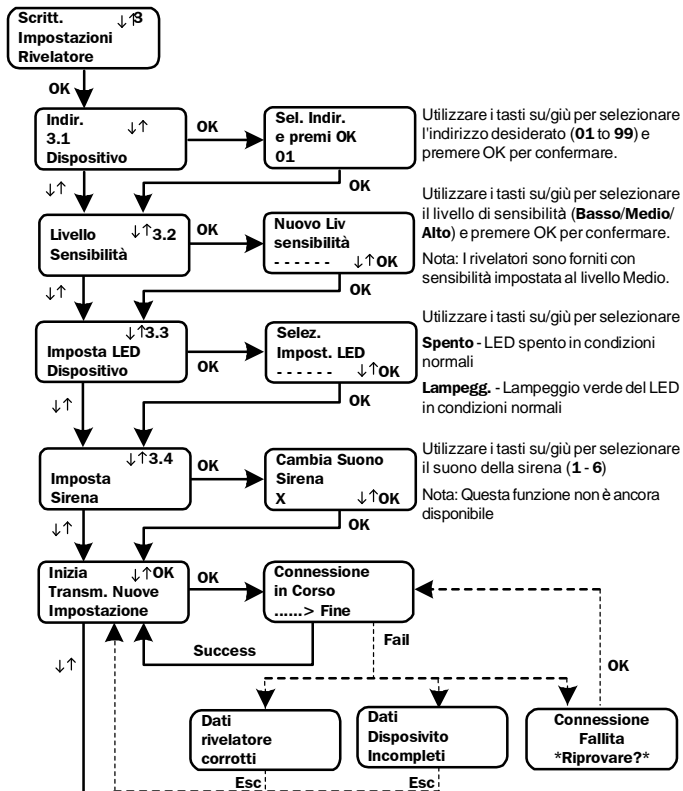 Scritt. ↓↑3
Impostazioni
Rivelatore
OK
Indir.
3.1 ↓↑
Dispositivo
OK
Sel. Indir.
e premi OK
01
Utilizzare i tasti su/giù per selezionare
l'indirizzo desiderato (01 to 99) e
premere OK per confermare.
↓↑
OK
Livello ↓↑3.2
Sensibilità
OK
Nuovo Liv
sensibilità
- - - - - - ↓↑OK
Utilizzare i tasti su/giù per selezionare
il livello di sensibilità (Basso/Medio/
Alto) e premere OK per confermare.
Nota: I rivelatori sono forniti con
sensibilità impostata al livello Medio.
↓↑
OK
↓↑3.3
Imposta LED
Dispositivo
OK
Selez.
Impost. LED
- - - - - - ↓↑OK
Utilizzare i tasti su/giù per selezionare
Spento - LED spento in condizioni
normali
Lampegg. - Lampeggio verde del LED
in condizioni normali
↓↑
OK
↓↑3.4
Imposta
Sirena
OK
Cambia Suono
Sirena
X ↓↑OK
Utilizzare i tasti su/giù per selezionare
il suono della sirena (1 - 6)
Nota: Questa funzione non è ancora
disponibile
↓↑
OK
Inizia ↓↑OK
Transm. Nuove
Impostazione
OK
Connessione
in Corso
......> Fine
Success
Fail
↓↑
OK
Dati
rivelatore
corrotti
Dati
Disposivito
Incompleti
Connessione
Fallita
*Riprovare?*
Esc
Esc